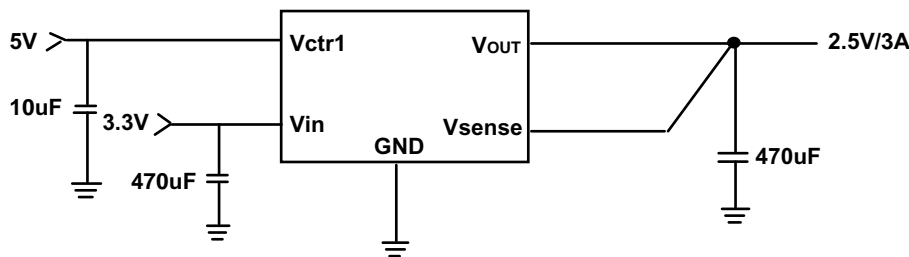 5V
Vctr1
VOUT
2.5V/3A
10uF
3.3V
Vin
Vsense
GND
470uF
470uF